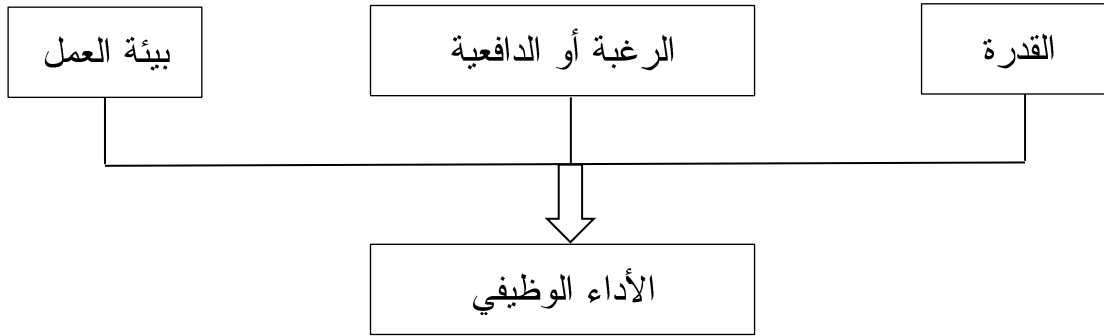 القدرة
الرغبة أو الدافعية
بيئة العمل
الأداء الوظيفي